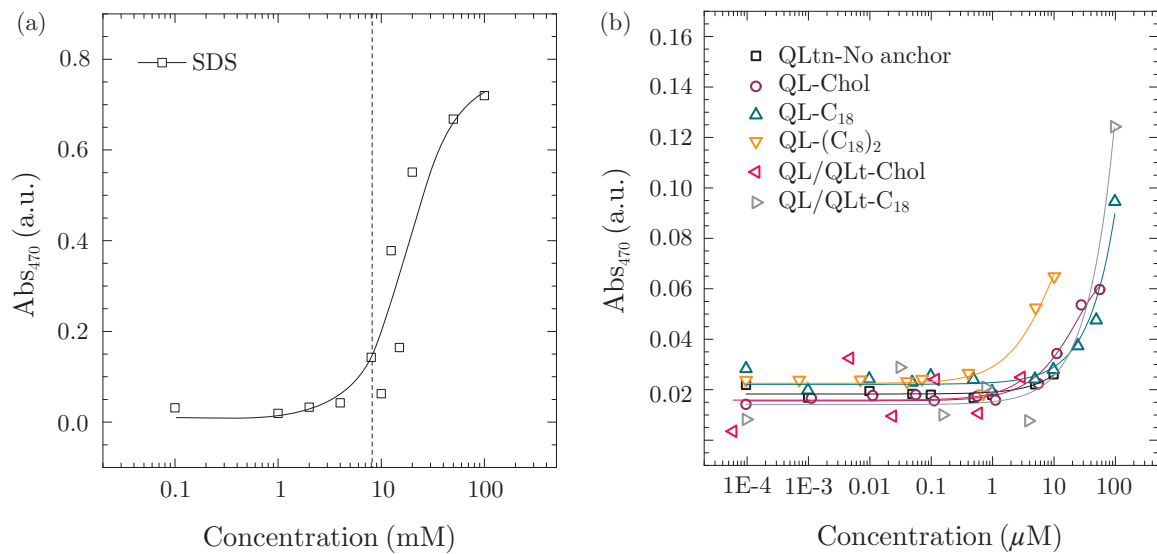 (a)
SDS
0.8
0.6
0.4
0.2
0.0
Abs₄₇₀ (a.u.)
0.1 1 10 100
Concentration (mM)
(b)
QLtn-No anchor
QL-Chol
QL-C₁₈
QL-(C₁₈)₂
QL/QLt-Chol
QL/QLt-C₁₈
0.16
0.14
0.12
0.10
0.08
0.06
0.04
0.02
0.00
Abs₄₇₀ (a.u.)
1E-4 1E-3 0.01 0.1 1 10 100
Concentration (μM)